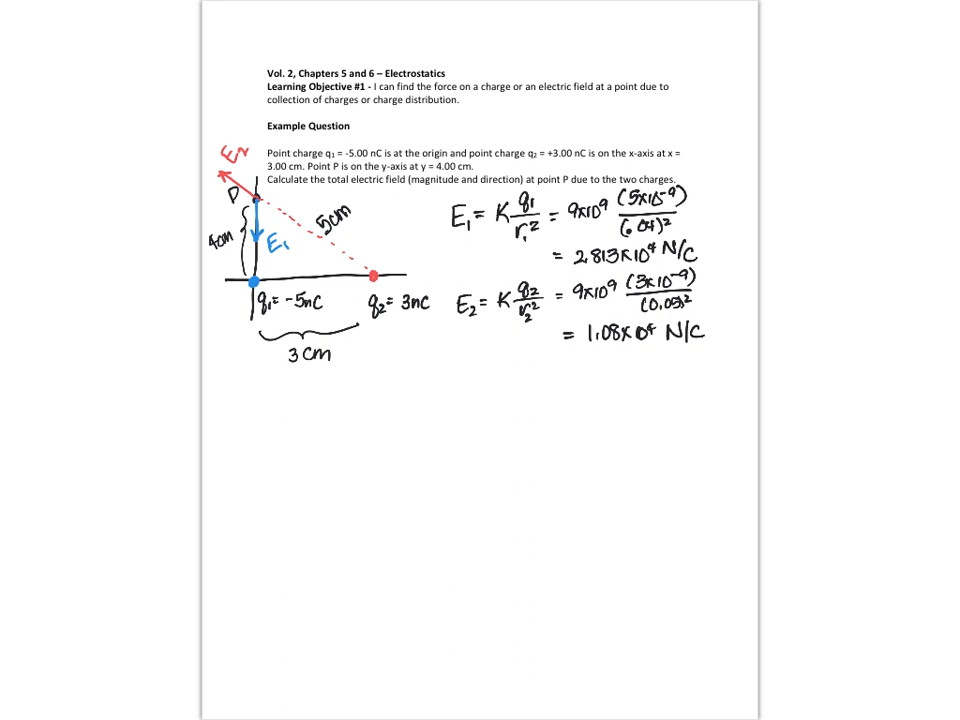 Vol. 2, Chapters 5 and 6 – Electrostatics
Learning Objective #1 - I can find the force on a charge or an electric field at a point due to
collection of charges or charge distribution.
Example Question
Point charge q₁ = -5.00 nC is at the origin and point charge q₂ = +3.00 nC is on the x-axis at x =
3.00 cm. Point P is on the y-axis at y = 4.00 cm.
Calculate the total electric field (magnitude and direction) at point P due to the two charges.
E₂
P
4cm
5cm
E₁
q₁= -5nC
q₂= 3nC
3 cm
E₁ = K q₁/r₁² = 9x10⁹ (5x10⁻⁹)/(.04)²
= 2.813x10⁴ N/C
E₂ = K q₂/r₂² = 9x10⁹ (3x10⁻⁹)/(0.05)²
= 1.08x10⁴ N/C